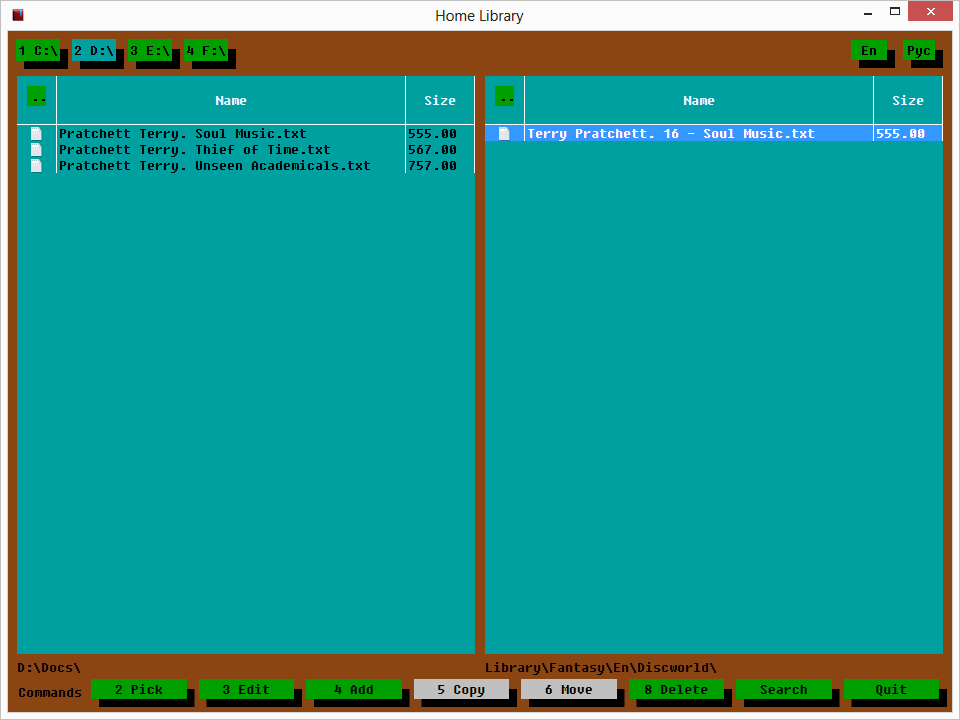 Home Library
1 C:\ 2 D:\ 3 E:\ 4 F:\ En Рус
.. Name Size .. Name Size
Pratchett Terry. Soul Music.txt 555.00 Terry Pratchett. 16 - Soul Music.txt 555.00
Pratchett Terry. Thief of Time.txt 567.00
Pratchett Terry. Unseen Academicals.txt 757.00
D:\Docs\ Library\Fantasy\En\Discworld\
Commands 2 Pick 3 Edit 4 Add 5 Copy 6 Move 8 Delete Search Quit